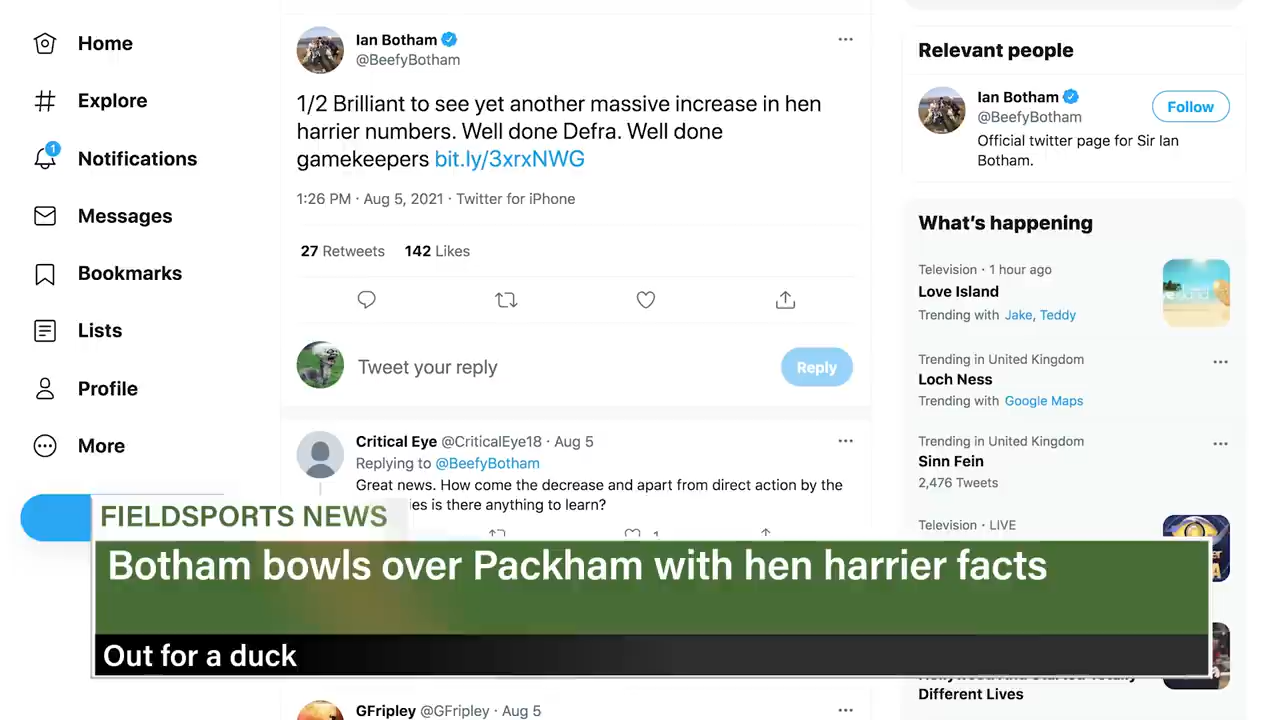 Home
Explore
1
Notifications
Messages
Bookmarks
Lists
Profile
More
Ian Botham
@BeefyBotham
1/2 Brilliant to see yet another massive increase in hen
harrier numbers. Well done Defra. Well done
gamekeepers bit.ly/3xrxNWG
1:26 PM · Aug 5, 2021 · Twitter for iPhone
27 Retweets 142 Likes
Tweet your reply
Reply
Critical Eye @CriticalEye18 · Aug 5
Replying to @BeefyBotham
Great news. How come the decrease and apart from direct action by the
is there anything to learn?
1
GFripley @GFripley · Aug 5
Relevant people
Ian Botham
@BeefyBotham
Follow
Official twitter page for Sir Ian
Botham.
What's happening
Television · 1 hour ago
Love Island
Trending with Jake, Teddy
Trending in United Kingdom
Loch Ness
Trending with Google Maps
Trending in United Kingdom
Sinn Fein
2,476 Tweets
Television · LIVE
Different Lives
FIELDSPORTS NEWS
Botham bowls over Packham with hen harrier facts
Out for a duck